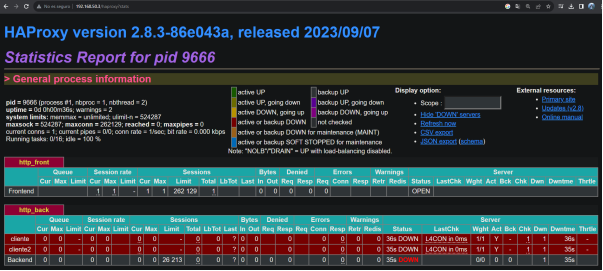 No es seguro 192.168.50.3/haproxy?stats
HAProxy version 2.8.3-86e043a, released 2023/09/07
Statistics Report for pid 9666
> General process information
pid = 9666 (process #1, nbproc = 1, nbthread = 2)
uptime = 0d 0h00m36s; warnings = 2
system limits: memmax = unlimited; ulimit-n = 524287
maxsock = 524287; maxconn = 262129; reached = 0; maxpipes = 0
current conns = 1; current pipes = 0/0; conn rate = 1/sec; bit rate = 0.000 kbps
Running tasks: 0/16; idle = 100 %
active UP
backup UP
active UP, going down
backup UP, going down
active DOWN, going up
backup DOWN, going up
active or backup DOWN
not checked
active or backup DOWN for maintenance (MAINT)
active or backup SOFT STOPPED for maintenance
Note: "NOLB"/"DRAIN" = UP with load-balancing disabled.
Display option:
Scope :
Hide 'DOWN' servers
Refresh now
CSV export
JSON export (schema)
External resources:
Primary site
Updates (v2.8)
Online manual
http_front
Queue Session rate Sessions Bytes Denied Errors Warnings Server
Cur Max Limit Cur Max Limit Cur Max Limit Total LbTot Last In Out Req Resp Req Conn Resp Retr Redis Status LastChk Wght Act Bck Chk Dwn Dwntme Thrtle
Frontend 1 1 - 1 1 262 129 1 0 0 0 0 0 OPEN
http_back
Queue Session rate Sessions Bytes Denied Errors Warnings Server
Cur Max Limit Cur Max Limit Cur Max Limit Total LbTot Last In Out Req Resp Req Conn Resp Retr Redis Status LastChk Wght Act Bck Chk Dwn Dwntme Thrtle
cliente 0 0 - 0 0 0 0 - 0 0 ? 0 0 0 0 0 0 0 36s DOWN L4CON in 0ms 1/1 Y - 1 1 36s -
cliente2 0 0 - 0 0 0 0 - 0 0 ? 0 0 0 0 0 0 0 36s DOWN L4CON in 0ms 1/1 Y - 1 1 36s -
Backend 0 0 0 0 0 0 26 213 0 0 ? 0 0 0 0 0 0 0 0 35s DOWN 0/0 0 0 1 35s